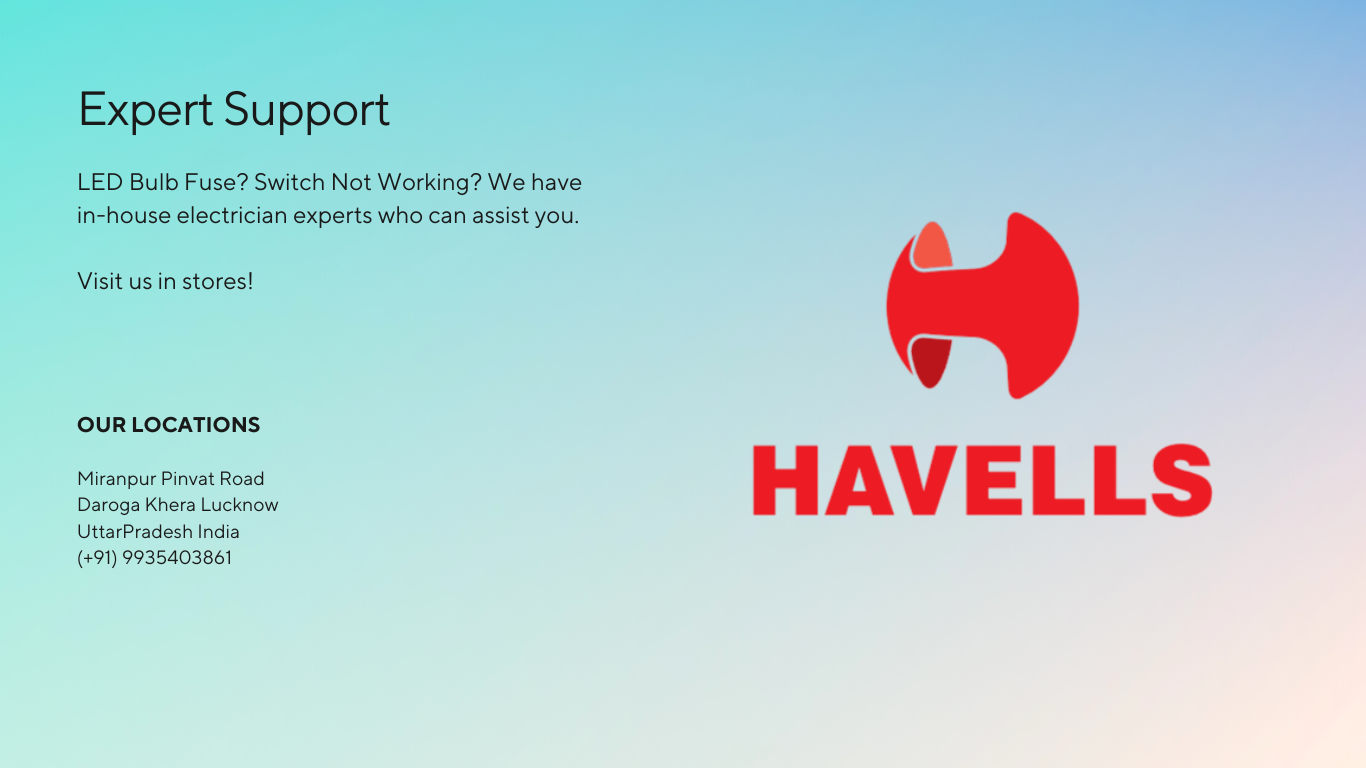 Expert Support
LED Bulb Fuse? Switch Not Working? We have
in-house electrician experts who can assist you.
Visit us in stores!
OUR LOCATIONS
Miranpur Pinvat Road
Daroga Khera Lucknow
UttarPradesh India
(+91) 9935403861
HAVELLS